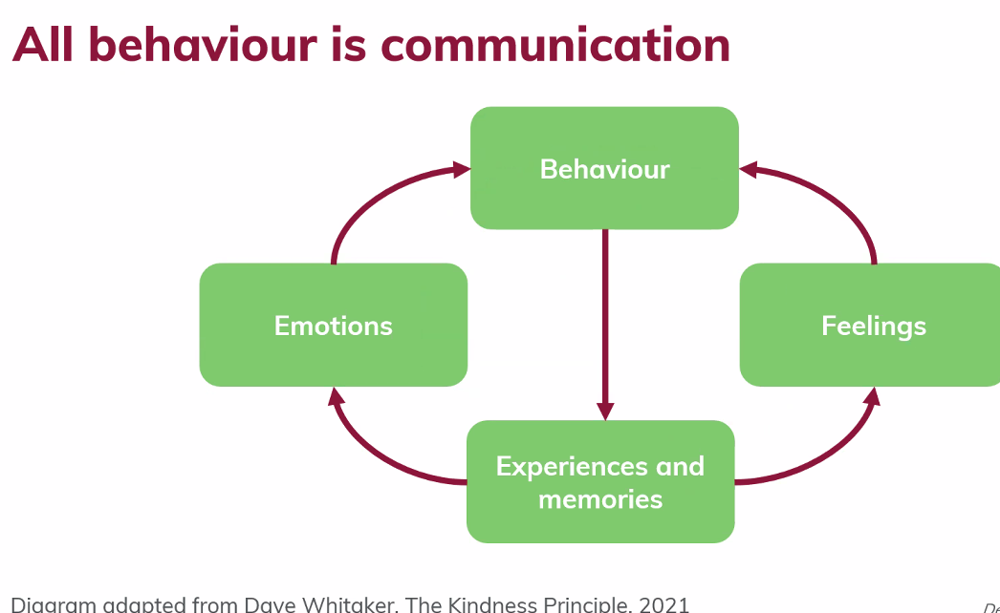 All behaviour is communication
Behaviour
Emotions
Feelings
Experiences and
memories
Diagram adapted from Dave Whitaker, The Kindness Principle, 2021